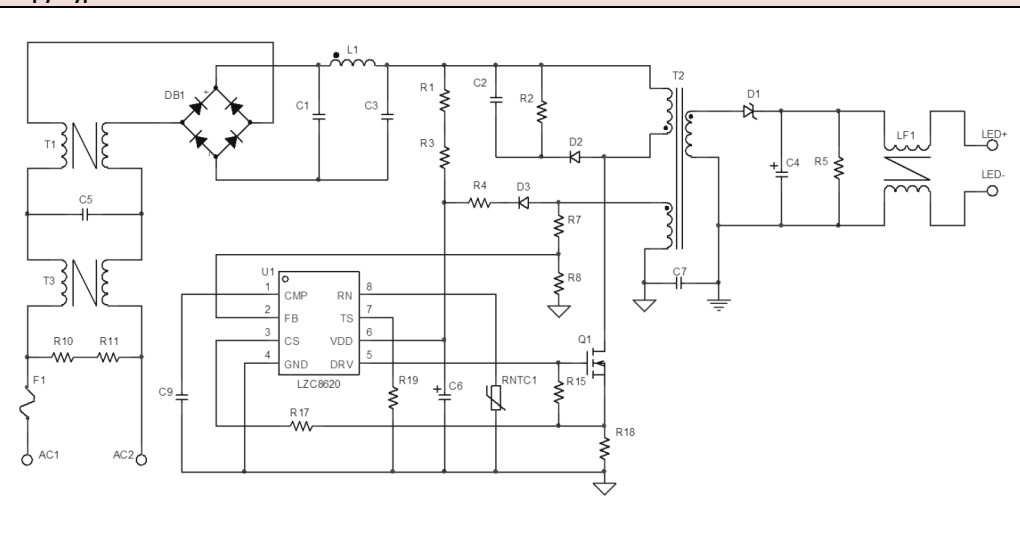 L1
T2
DB1
R1
C2
R2
D1
C1
C3
T1
R3
D2
LF1
LED+
C4
R5
LED-
C5
R4
D3
R7
T3
U1
R8
C7
1
CMP
RN
8
2
FB
TS
7
3
CS
VDD
6
4
GND
DRV
5
LZC8620
Q1
R10
R11
F1
C9
R19
C6
RNTC1
R15
R17
R18
AC1
AC2